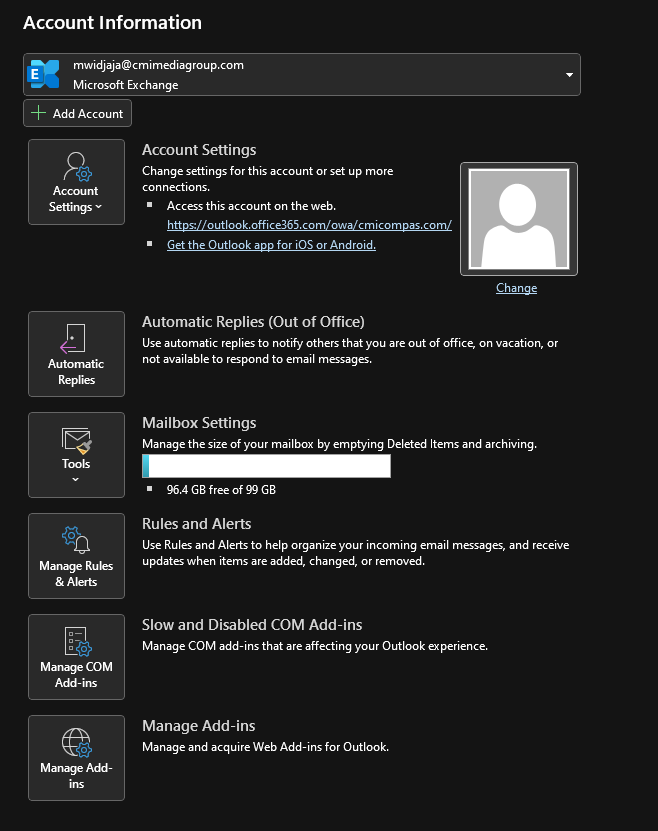 Account Information
mwidjaja@cmimediagroup.com
Microsoft Exchange
Add Account
Account
Settings
Account Settings
Change settings for this account or set up more
connections.
Access this account on the web.
https://outlook.office365.com/owa/cmicompas.com/
Get the Outlook app for iOS or Android.
Change
Automatic
Replies
Automatic Replies (Out of Office)
Use automatic replies to notify others that you are out of office, on vacation, or
not available to respond to email messages.
Tools
Mailbox Settings
Manage the size of your mailbox by emptying Deleted Items and archiving.
96.4 GB free of 99 GB
Manage Rules
& Alerts
Rules and Alerts
Use Rules and Alerts to help organize your incoming email messages, and receive
updates when items are added, changed, or removed.
Manage COM
Add-ins
Slow and Disabled COM Add-ins
Manage COM add-ins that are affecting your Outlook experience.
Manage Add-
ins
Manage Add-ins
Manage and acquire Web Add-ins for Outlook.